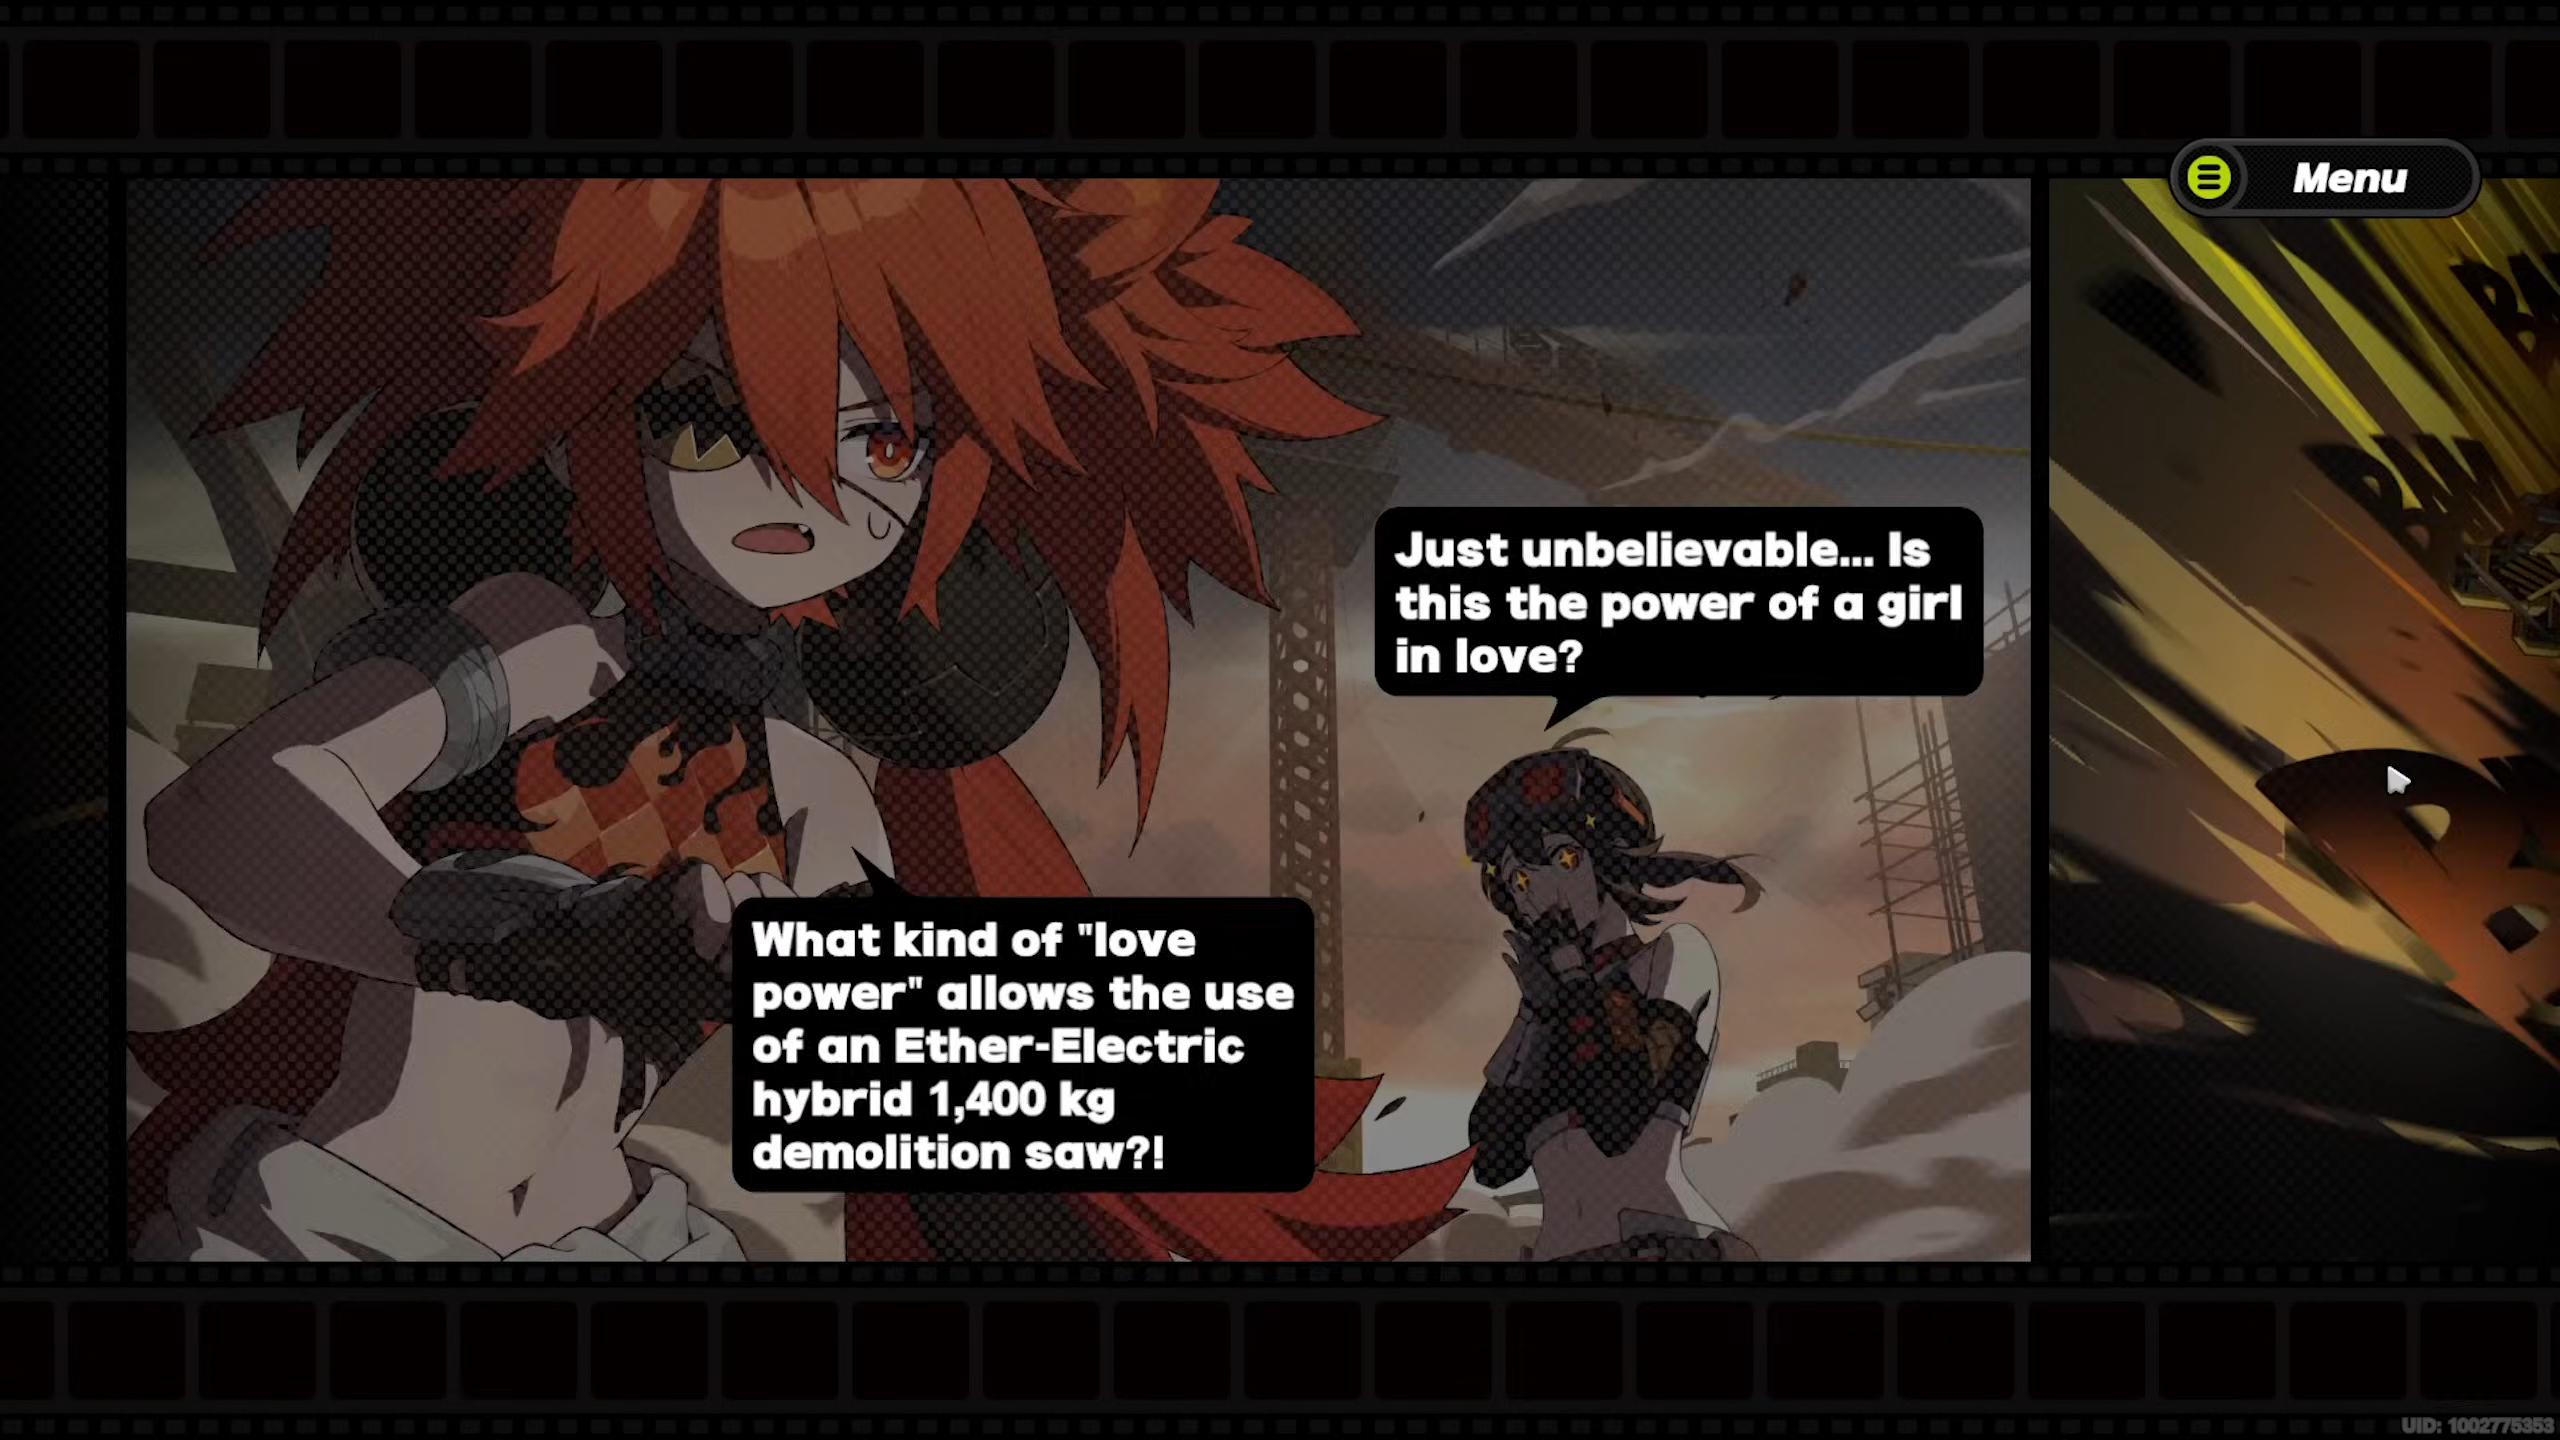 Menu
Just unbelievable... Is
this the power of a girl
in love?
What kind of "love
power" allows the use
of an Ether-Electric
hybrid 1,400 kg
demolition saw?!
UID: 1002775353